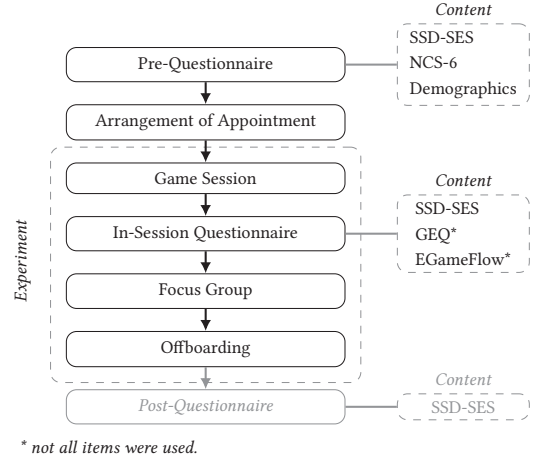 Content
SSD-SES
NCS-6
Demographics
Pre-Questionnaire
Arrangement of Appointment
Experiment
Game Session
In-Session Questionnaire
Content
SSD-SES
GEQ*
EGameFlow*
Focus Group
Offboarding
Post-Questionnaire
Content
SSD-SES
* not all items were used.